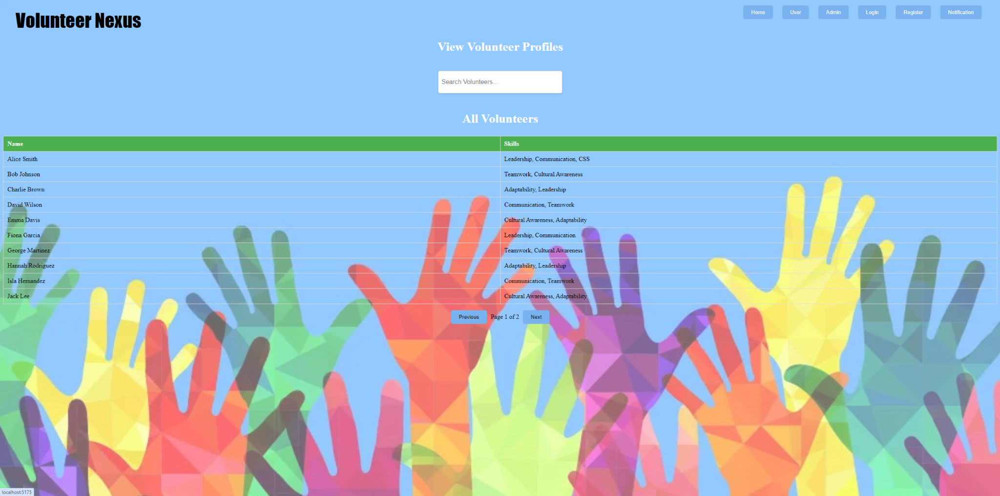 Volunteer Nexus
Home User Admin Login Register Notification
View Volunteer Profiles
Search Volunteers...
All Volunteers
Name Skills
Alice Smith Leadership, Communication, CSS
Bob Johnson Teamwork, Cultural Awareness
Charlie Brown Adaptability, Leadership
David Wilson Communication, Teamwork
Emma Davis Cultural Awareness, Adaptability
Fiona Garcia Leadership, Communication
George Martinez Teamwork, Cultural Awareness
Hannah Rodriguez Adaptability, Leadership
Isla Hernandez Communication, Teamwork
Jack Lee Cultural Awareness, Adaptability
Previous Page 1 of 2 Next
localhost:5175